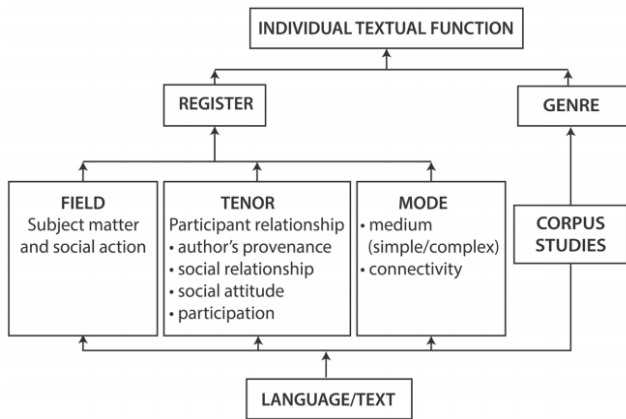 INDIVIDUAL TEXTUAL FUNCTION
REGISTER
GENRE
FIELD
Subject matter
and social action
TENOR
Participant relationship
• author's provenance
• social relationship
• social attitude
• participation
MODE
• medium
(simple/complex)
• connectivity
CORPUS
STUDIES
LANGUAGE/TEXT